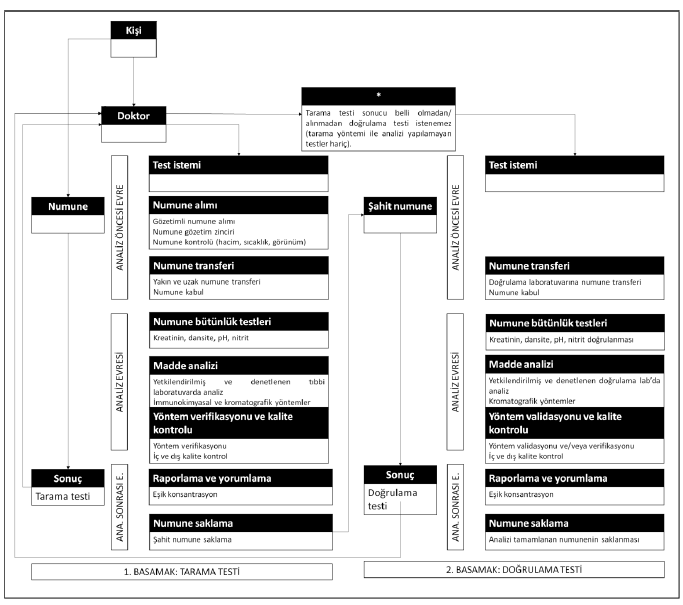 Kişi
Doktor
*
Tarama testi sonucu belli olmadan/
alınmadan doğrulama testi istenemez
(tarama yöntemi ile analizi yapılamayan
testler hariç).
ANALİZ ÖNCESİ EVRE
Test istemi
Numune
Numune alımı
Gözetimli numune alımı
Numune gözetim zinciri
Numune kontrolü (hacim, sıcaklık, görünüm)
Numune transferi
Yakın ve uzak numune transferi
Numune kabul
ANALİZ EVRESİ
Numune bütünlük testleri
Kreatinin, dansite, pH, nitrit
Madde analizi
Yetkilendirilmiş ve denetlenen tıbbi
laboratuvarda analiz
İmmunokimyasal ve kromatografik yöntemler
Yöntem verifikasyonu ve kalite
kontrolu
Yöntem verifikasyonu
İç ve dış kalite kontrol
Sonuç
Tarama testi
ANA. SONRASI E.
Raporlama ve yorumlama
Eşik konsantrasyon
Numune saklama
Şahit numune saklama
1. BASAMAK: TARAMA TESTİ
Şahit numune
ANALİZ ÖNCESİ EVRE
Test istemi
Numune transferi
Doğrulama laboratuvarına numune transferi
Numune kabul
ANALİZ EVRESİ
Numune bütünlük testleri
Kreatinin, dansite, pH, nitrit doğrulanması
Madde analizi
Yetkilendirilmiş ve denetlenen doğrulama lab'da
analiz
Kromatografik yöntemler
Yöntem validasyonu ve kalite
kontrolu
Yöntem validasyonu ve/veya verifikasyonu
İç ve dış kalite kontrol
Sonuç
Doğrulama
testi
ANA. SONRASI E.
Raporlama ve yorumlama
Eşik konsantrasyon
Numune saklama
Analizi tamamlanan numunenin saklanması
2. BASAMAK: DOĞRULAMA TESTİ